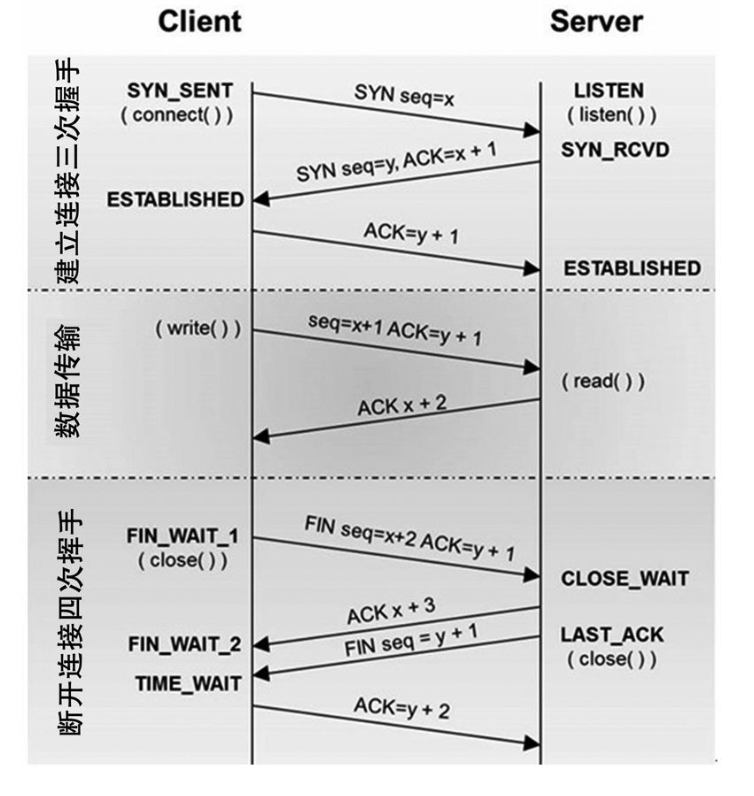 Client
Server
建立连接三次握手
SYN_SENT
(connect())
SYN seq=x
LISTEN
(listen())
SYN seq=y, ACK=x + 1
SYN_RCVD
ESTABLISHED
ACK=y + 1
ESTABLISHED
数据传输
(write())
seq=x+1 ACK=y + 1
(read())
ACK x + 2
断开连接四次挥手
FIN_WAIT_1
(close())
FIN seq=x+2 ACK=y + 1
CLOSE_WAIT
ACK x + 3
FIN_WAIT_2
FIN seq = y + 1
LAST_ACK
(close())
TIME_WAIT
ACK=y + 2